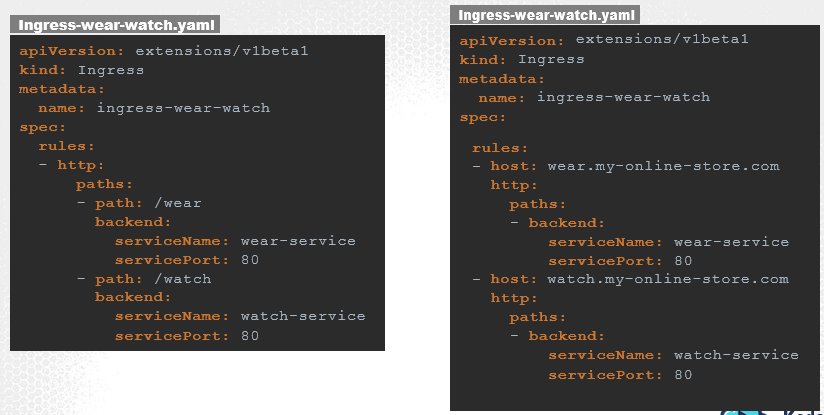 Ingress-wear-watch.yaml
apiVersion: extensions/v1beta1
kind: Ingress
metadata:
  name: ingress-wear-watch
spec:
  rules:
  - http:
      paths:
      - path: /wear
        backend:
          serviceName: wear-service
          servicePort: 80
      - path: /watch
        backend:
          serviceName: watch-service
          servicePort: 80
Ingress-wear-watch.yaml
apiVersion: extensions/v1beta1
kind: Ingress
metadata:
  name: ingress-wear-watch
spec:
  rules:
  - host: wear.my-online-store.com
    http:
      paths:
      - backend:
          serviceName: wear-service
          servicePort: 80
  - host: watch.my-online-store.com
    http:
      paths:
      - backend:
          serviceName: watch-service
          servicePort: 80